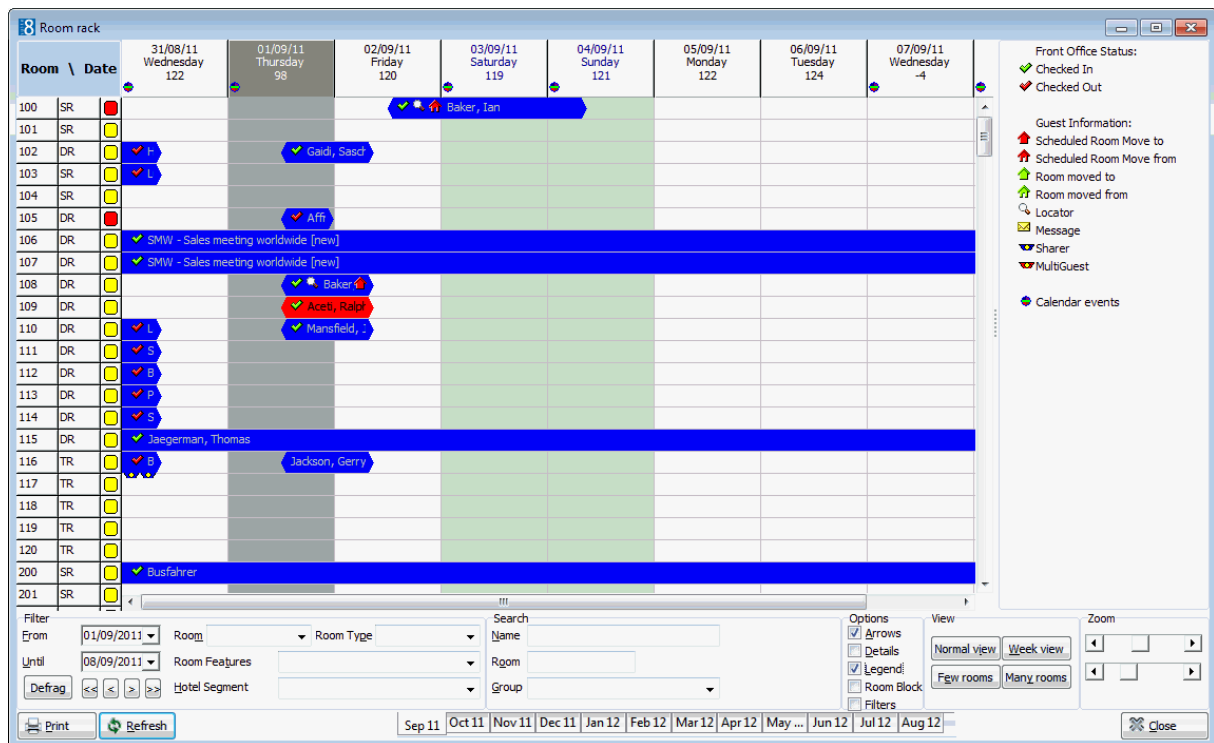 Room rack
Room \ Date
31/08/11 Wednesday 122
01/09/11 Thursday 98
02/09/11 Friday 120
03/09/11 Saturday 119
04/09/11 Sunday 121
05/09/11 Monday 122
06/09/11 Tuesday 124
07/09/11 Wednesday -4
100 SR Baker, Ian
101 SR
102 DR H Gaidi, Sasch
103 SR L
104 SR
105 DR Affr
106 DR SMW - Sales meeting worldwide [new]
107 DR SMW - Sales meeting worldwide [new]
108 DR Baker,
109 DR Aceti, Ralph
110 DR L Mansfield, J
111 DR S
112 DR B
113 DR P
114 DR S
115 DR Jaegerman, Thomas
116 TR B Jackson, Gerry
117 TR
118 TR
119 TR
120 TR
200 SR Busfahrer
201 SR
Front Office Status:
Checked In
Checked Out
Guest Information:
Scheduled Room Move to
Scheduled Room Move from
Room moved to
Room moved from
Locator
Message
Sharer
MultiGuest
Calendar events
Filter
From 01/09/2011 Room Room Type
Until 08/09/2011 Room Features
Defrag << < > >> Hotel Segment
Search
Name
Room
Group
Options
Arrows
Details
Legend
Room Block
Filters
View
Normal view Week view
Few rooms Many rooms
Zoom
Print Refresh Sep 11 Oct 11 Nov 11 Dec 11 Jan 12 Feb 12 Mar 12 Apr 12 May ... Jun 12 Jul 12 Aug 12 Close